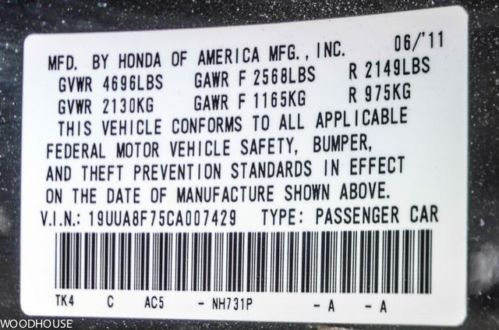 MFD. BY HONDA OF AMERICA MFG., INC. 06/'11
GVWR 4696LBS GAWR F 2568LBS R 2149LBS
GVWR 2130KG GAWR F 1165KG R 975KG
THIS VEHICLE CONFORMS TO ALL APPLICABLE
FEDERAL MOTOR VEHICLE SAFETY, BUMPER,
AND THEFT PREVENTION STANDARDS IN EFFECT
ON THE DATE OF MANUFACTURE SHOWN ABOVE.
V.I.N.: 19UUA8F75CA007429 TYPE: PASSENGER CAR
TK4 C AC5 - NH731P - A - A
WOODHOUSE